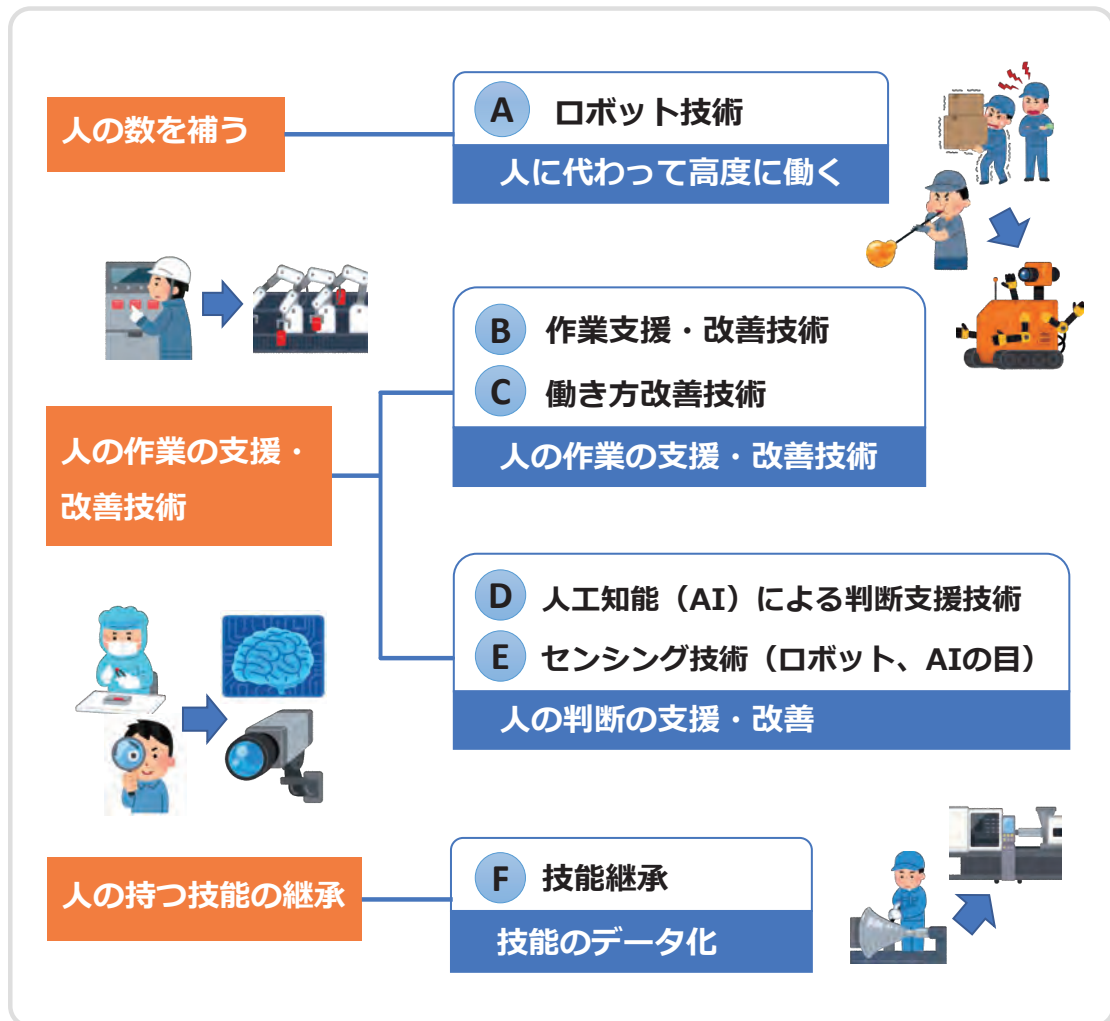 人の数を補う
A ロボット技術
人に代わって高度に働く
人の作業の支援・
改善技術
B 作業支援・改善技術
C 働き方改善技術
人の作業の支援・改善技術
D 人工知能（AI）による判断支援技術
E センシング技術（ロボット、AIの目）
人の判断の支援・改善
人の持つ技能の継承
F 技能継承
技能のデータ化